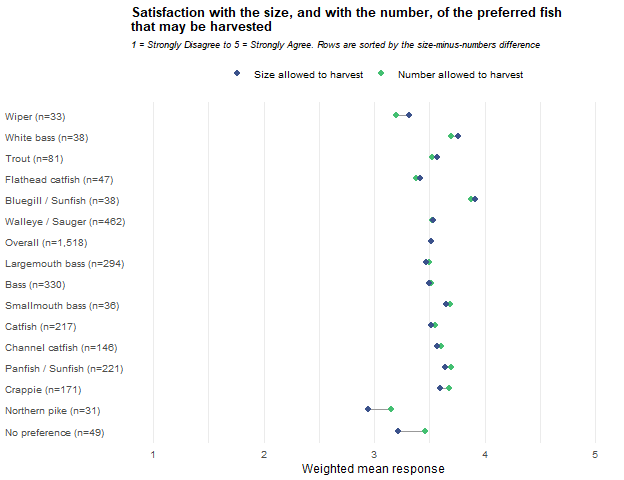 Satisfaction with the size, and with the number, of the preferred fish
that may be harvested
1 = Strongly Disagree to 5 = Strongly Agree. Rows are sorted by the size-minus-numbers difference
Size allowed to harvest
Number allowed to harvest
Wiper (n=33)
White bass (n=38)
Trout (n=81)
Flathead catfish (n=47)
Bluegill / Sunfish (n=38)
Walleye / Sauger (n=462)
Overall (n=1,518)
Largemouth bass (n=294)
Bass (n=330)
Smallmouth bass (n=36)
Catfish (n=217)
Channel catfish (n=146)
Panfish / Sunfish (n=221)
Crappie (n=171)
Northern pike (n=31)
No preference (n=49)
1 2 3 4 5
Weighted mean response